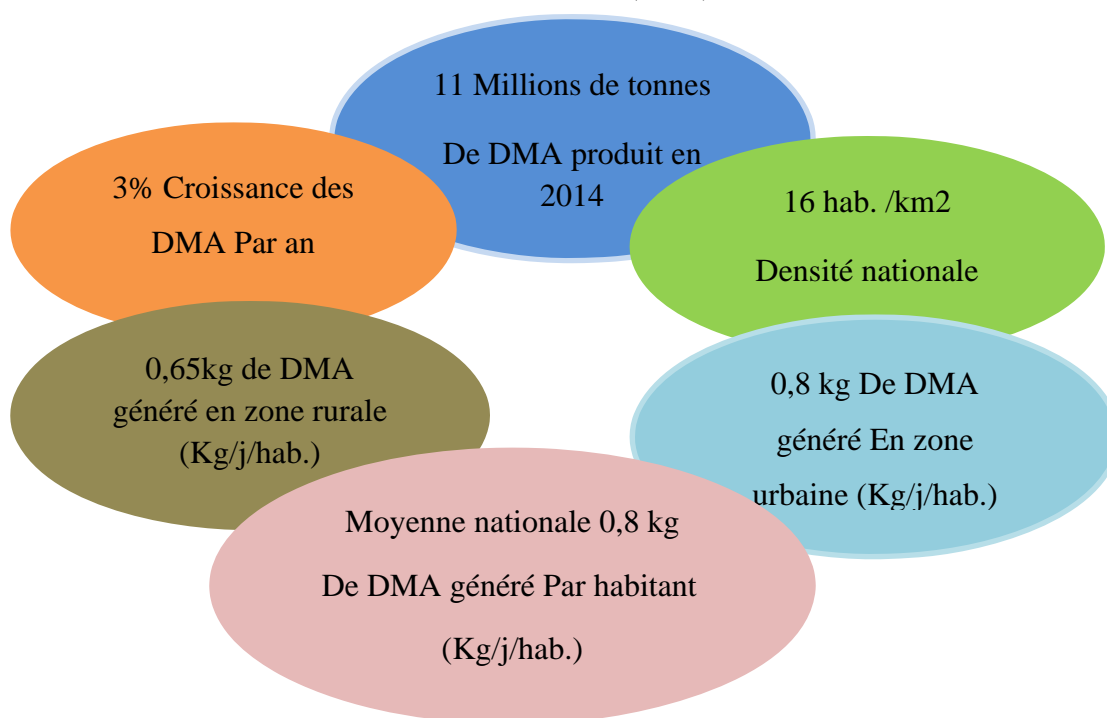 11 Millions de tonnes
De DMA produit en
2014
3% Croissance des
DMA Par an
16 hab. /km2
Densité nationale
0,65kg de DMA
généré en zone rurale
(Kg/j/hab.)
0,8 kg De DMA
généré En zone
urbaine (Kg/j/hab.)
Moyenne nationale 0,8 kg
De DMA généré Par habitant
(Kg/j/hab.)